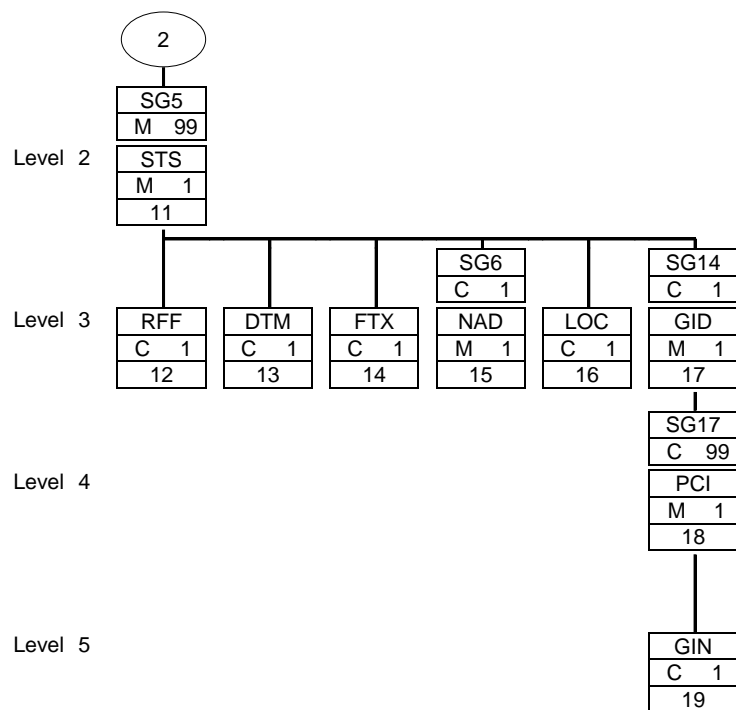 2
SG5
M 99
Level 2
STS
M 1
11
SG6
SG14
C 1
C 1
Level 3
RFF
DTM
FTX
NAD
LOC
GID
C 1
C 1
C 1
M 1
C 1
M 1
12
13
14
15
16
17
SG17
C 99
Level 4
PCI
M 1
18
Level 5
GIN
C 1
19